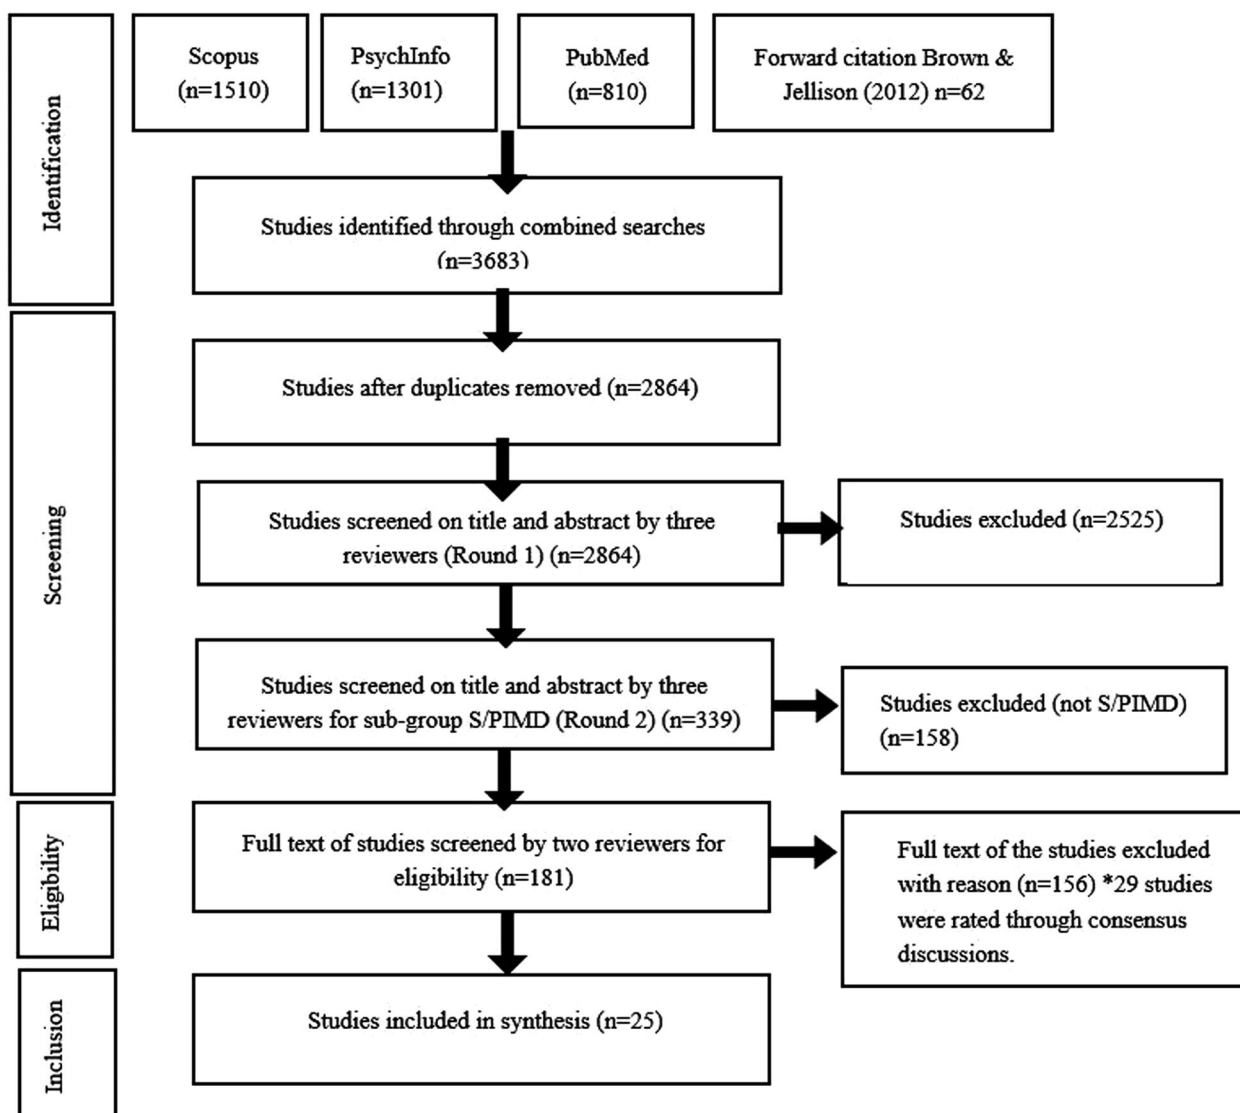 Identification
Scopus
(n=1510)
PsychInfo
(n=1301)
PubMed
(n=810)
Forward citation Brown &
Jellison (2012) n=62
Studies identified through combined searches
(n=3683)
Screening
Studies after duplicates removed (n=2864)
Studies screened on title and abstract by three
reviewers (Round 1) (n=2864)
Studies excluded (n=2525)
Studies screened on title and abstract by three
reviewers for sub-group S/PIMD (Round 2) (n=339)
Studies excluded (not S/PIMD)
(n=158)
Eligibility
Full text of studies screened by two reviewers for
eligibility (n=181)
Full text of the studies excluded
with reason (n=156) *29 studies
were rated through consensus
discussions.
Inclusion
Studies included in synthesis (n=25)